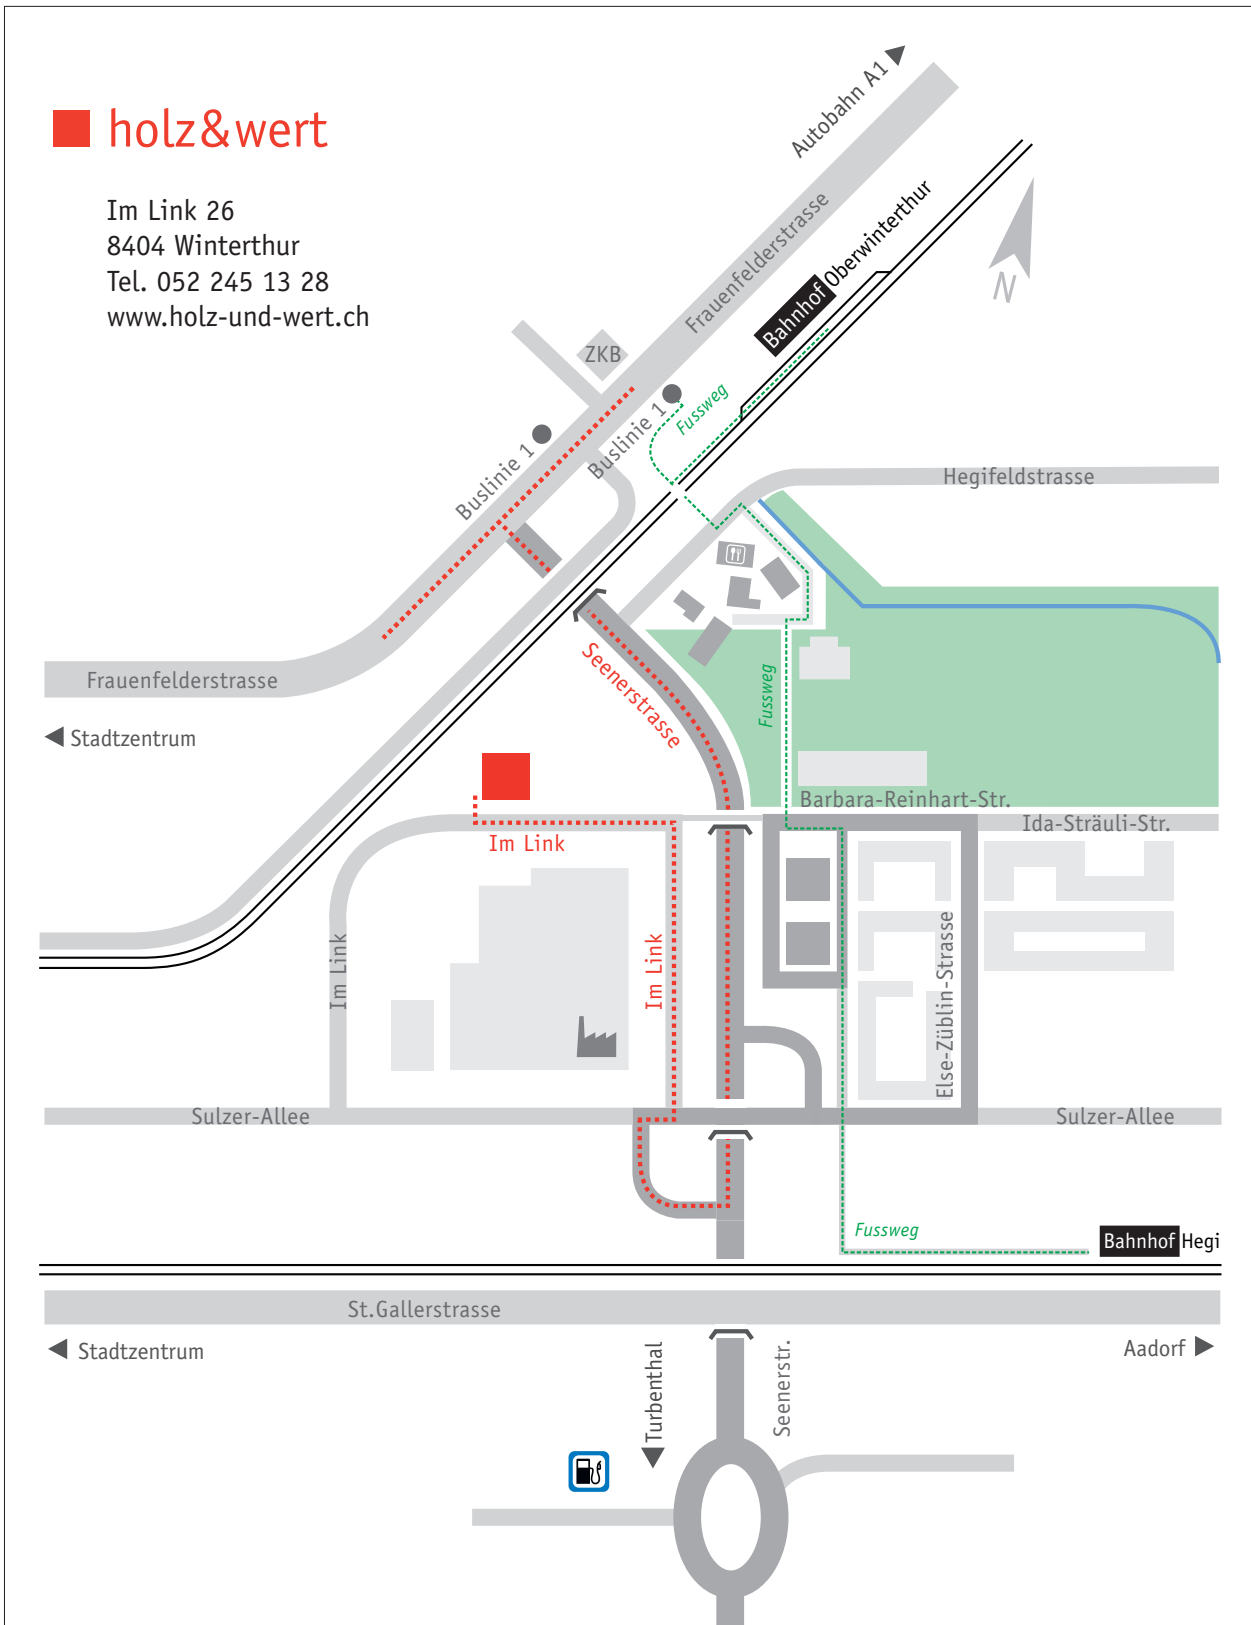 holz&wert
Im Link 26
8404 Winterthur
Tel. 052 245 13 28
www.holz-und-wert.ch
Autobahn A1
Frauenfelderstrasse
Bahnhof Oberwinterthur
N
ZKB
Buslinie 1
Buslinie 1
Fussweg
Hegifeldstrasse
Seenerstrasse
Fussweg
Frauenfelderstrasse
Stadtzentrum
Barbara-Reinhart-Str.
Ida-Sträuli-Str.
Im Link
Im Link
Im Link
Else-Züblin-Strasse
Sulzer-Allee
Sulzer-Allee
Fussweg
Bahnhof Hegi
St.Gallerstrasse
Stadtzentrum
Aadorf
Turbenthal
Seenerstr.